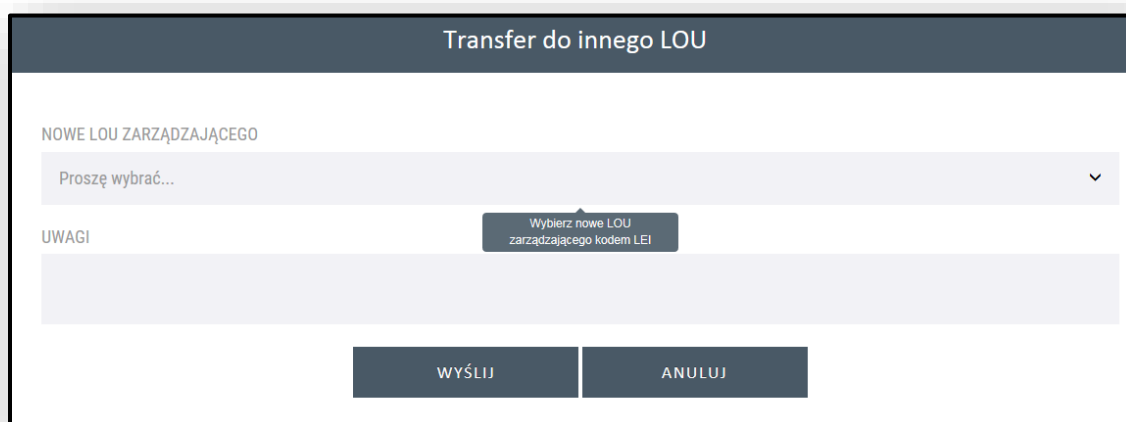 Transfer do innego LOU
NOWE LOU ZARZĄDZAJĄCEGO
Proszę wybrać...
Wybierz nowe LOU
zarządzającego kodem LEI
UWAGI
WYŚLIJ
ANULUJ